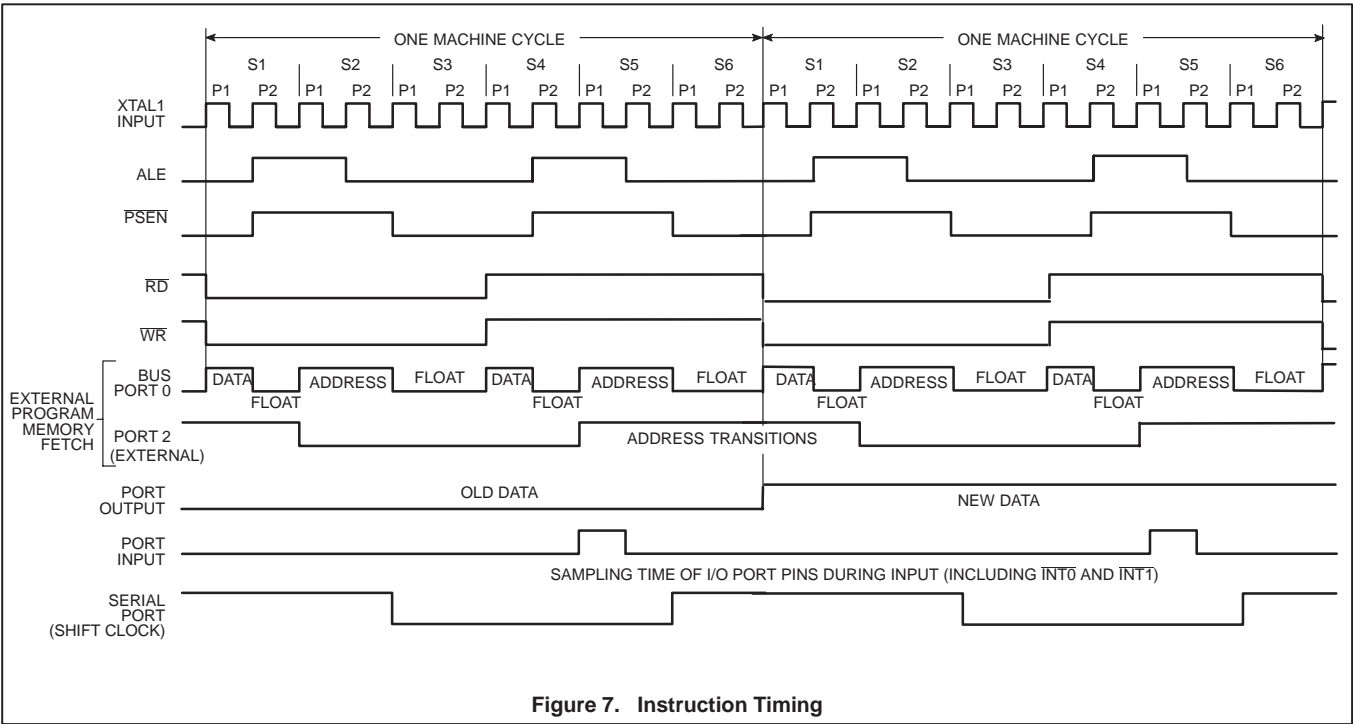 ONE MACHINE CYCLE ONE MACHINE CYCLE
S1 S2 S3 S4 S5 S6 S1 S2 S3 S4 S5 S6
P1 P2 P1 P2 P1 P2 P1 P2 P1 P2 P1 P2 P1 P2 P1 P2 P1 P2 P1 P2 P1 P2 P1 P2
XTAL1
INPUT
ALE
PSEN
RD
WR
EXTERNAL
PROGRAM
MEMORY
FETCH
BUS
PORT 0
DATA ADDRESS FLOAT DATA ADDRESS FLOAT DATA ADDRESS FLOAT DATA ADDRESS FLOAT
FLOAT FLOAT FLOAT FLOAT
PORT 2
(EXTERNAL)
ADDRESS TRANSITIONS
PORT
OUTPUT
OLD DATA NEW DATA
PORT
INPUT
SAMPLING TIME OF I/O PORT PINS DURING INPUT (INCLUDING INT0 AND INT1)
SERIAL
PORT
(SHIFT CLOCK)
Figure 7. Instruction Timing